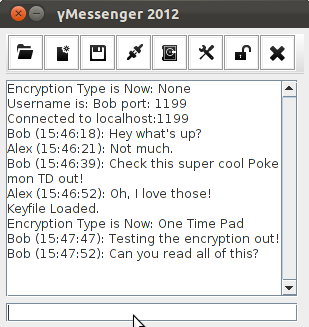 yMessenger 2012
Encryption Type is Now: None
Username is: Bob port: 1199
Connected to localhost:1199
Bob (15:46:18): Hey what's up?
Alex (15:46:21): Not much.
Bob (15:46:39): Check this super cool Poke
mon TD out!
Alex (15:46:52): Oh, I love those!
Keyfile Loaded.
Encryption Type is Now: One Time Pad
Bob (15:47:47): Testing the encryption out!
Bob (15:47:52): Can you read all of this?